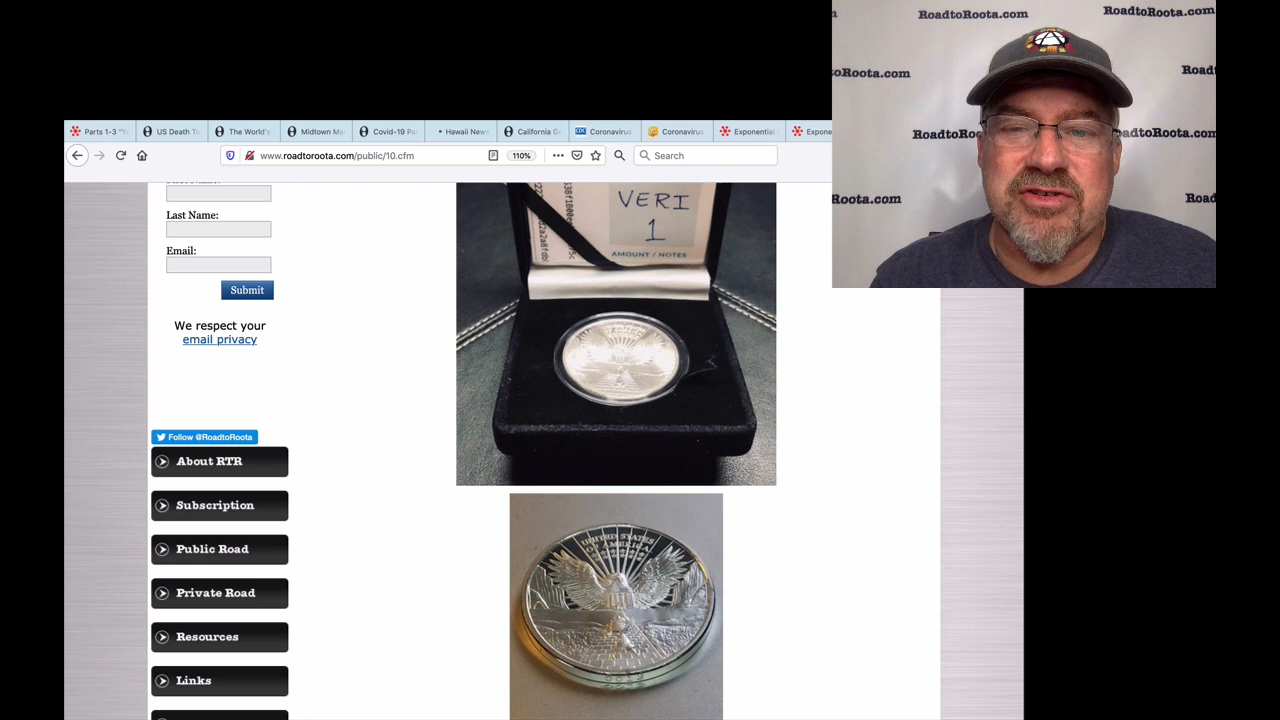 RoadtoRoota.com
RoadtoRoota.com
toRoota.com
Roadt
RoadtoRoo
RoadtoRoota.com
Roota.com
Road
Parts 1-3 "Y
US Death To
The World's
Midtown Ma
Covid-19 Pa
Hawaii News
California G
CDC
Coronavirus
Coronavirus
Exponential
Expone
www.roadtoroota.com/public/10.cfm
110%
Search
Last Name:
Email:
Submit
We respect your
email privacy
Follow @RoadtoRoota
About RTR
Subscription
Public Road
Private Road
Resources
Links
VERI
1
AMOUNT / NOTES
UNITED STATES
OF AMERICA